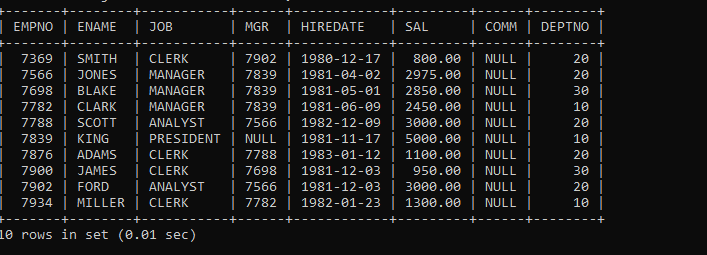 +-------+--------+-----------+------+------------+---------+------+--------+
| EMPNO | ENAME | JOB | MGR | HIREDATE | SAL | COMM | DEPTNO |
+-------+--------+-----------+------+------------+---------+------+--------+
| 7369 | SMITH | CLERK | 7902 | 1980-12-17 | 800.00 | NULL | 20 |
| 7566 | JONES | MANAGER | 7839 | 1981-04-02 | 2975.00 | NULL | 20 |
| 7698 | BLAKE | MANAGER | 7839 | 1981-05-01 | 2850.00 | NULL | 30 |
| 7782 | CLARK | MANAGER | 7839 | 1981-06-09 | 2450.00 | NULL | 10 |
| 7788 | SCOTT | ANALYST | 7566 | 1982-12-09 | 3000.00 | NULL | 20 |
| 7839 | KING | PRESIDENT | NULL | 1981-11-17 | 5000.00 | NULL | 10 |
| 7876 | ADAMS | CLERK | 7788 | 1983-01-12 | 1100.00 | NULL | 20 |
| 7900 | JAMES | CLERK | 7698 | 1981-12-03 | 950.00 | NULL | 30 |
| 7902 | FORD | ANALYST | 7566 | 1981-12-03 | 3000.00 | NULL | 20 |
| 7934 | MILLER | CLERK | 7782 | 1982-01-23 | 1300.00 | NULL | 10 |
+-------+--------+-----------+------+------------+---------+------+--------+
10 rows in set (0.01 sec)